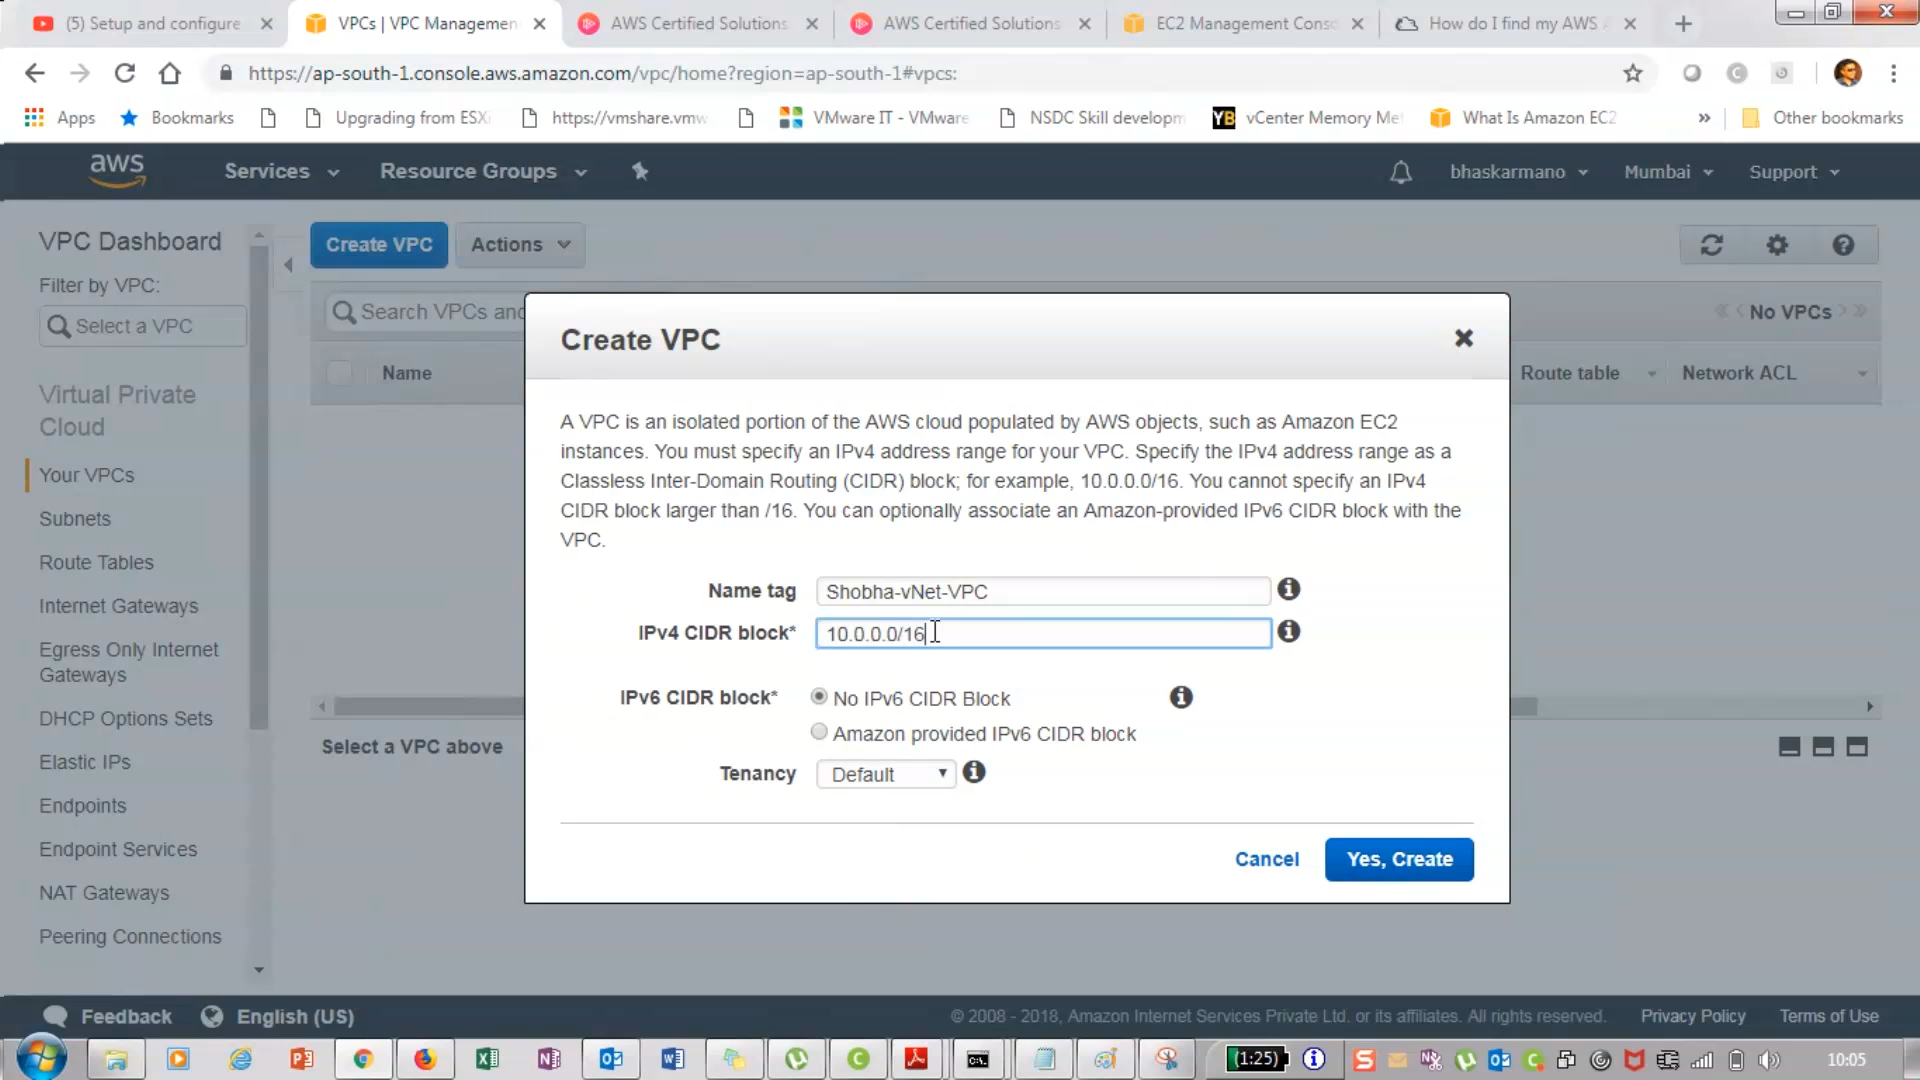 (5) Setup and configure
VPCs | VPC Managemen
AWS Certified Solutions
AWS Certified Solutions
EC2 Management Cons
How do I find my AWS
https://ap-south-1.console.aws.amazon.com/vpc/home?region=ap-south-1#vpcs:
Apps
Bookmarks
Upgrading from ESXi
https://vmshare.vmw
VMware IT - VMware
NSDC Skill developm
YB
vCenter Memory Me
What Is Amazon EC2
»
Other bookmarks
aws
Services
Resource Groups
bhaskarmano
Mumbai
Support
VPC Dashboard
Filter by VPC:
Select a VPC
Virtual Private
Cloud
Your VPCs
Subnets
Route Tables
Internet Gateways
Egress Only Internet
Gateways
DHCP Options Sets
Elastic IPs
Endpoints
Endpoint Services
NAT Gateways
Peering Connections
Create VPC
Actions
Search VPCs and
No VPCs
Name
Route table
Network ACL
Select a VPC above
Create VPC
A VPC is an isolated portion of the AWS cloud populated by AWS objects, such as Amazon EC2
instances. You must specify an IPv4 address range for your VPC. Specify the IPv4 address range as a
Classless Inter-Domain Routing (CIDR) block; for example, 10.0.0.0/16. You cannot specify an IPv4
CIDR block larger than /16. You can optionally associate an Amazon-provided IPv6 CIDR block with the
VPC.
Name tag
Shobha-vNet-VPC
IPv4 CIDR block*
10.0.0.0/16
IPv6 CIDR block*
No IPv6 CIDR Block
Amazon provided IPv6 CIDR block
Tenancy
Default
Cancel
Yes, Create
Feedback
English (US)
© 2008 - 2018, Amazon Internet Services Private Ltd. or its affiliates. All rights reserved.
Privacy Policy
Terms of Use
(1:25)
10:05